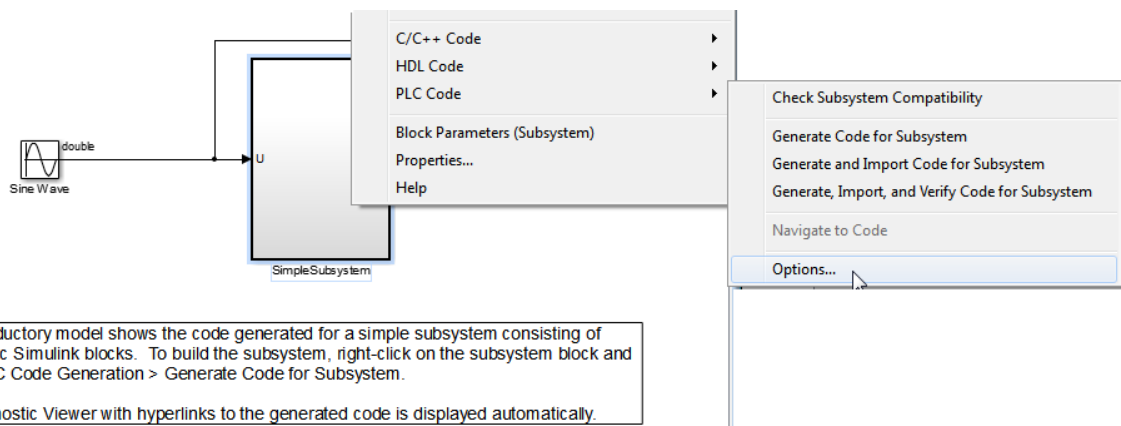 C/C++ Code
HDL Code
PLC Code
Block Parameters (Subsystem)
Properties...
Help
Check Subsystem Compatibility
Generate Code for Subsystem
Generate and Import Code for Subsystem
Generate, Import, and Verify Code for Subsystem
Navigate to Code
Options...
double
Sine Wave
U
SimpleSubsystem
ductory model shows the code generated for a simple subsystem consisting of
c Simulink blocks. To build the subsystem, right-click on the subsystem block and
C Code Generation > Generate Code for Subsystem.
nostic Viewer with hyperlinks to the generated code is displayed automatically.